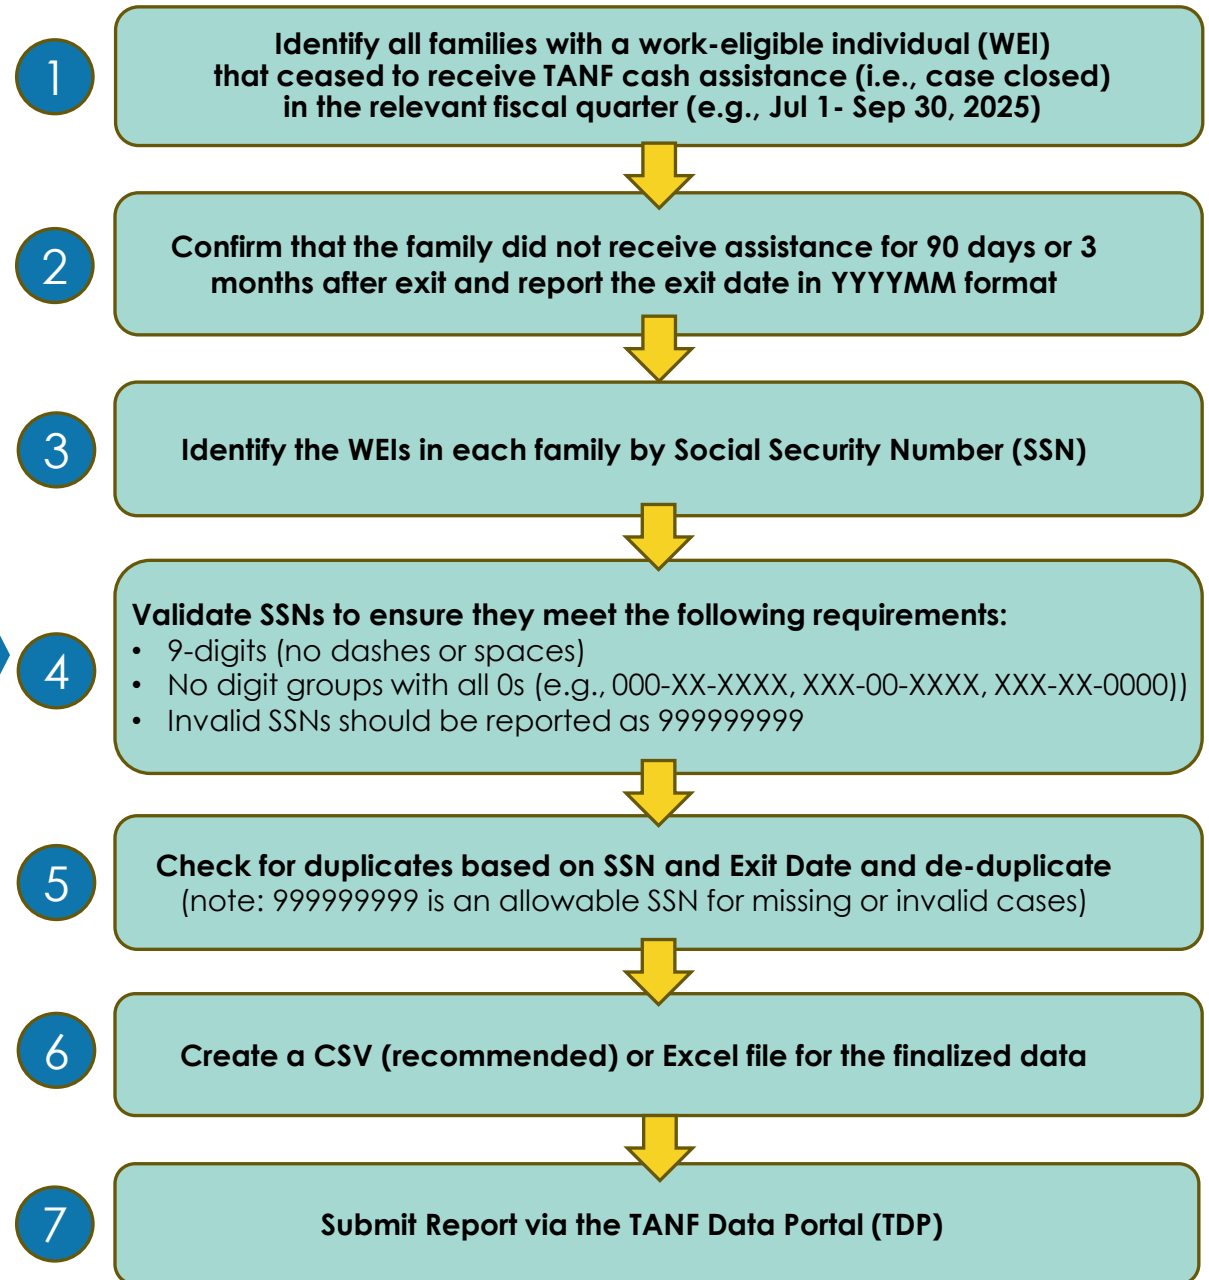 1
Identify all families with a work-eligible individual (WEI)
that ceased to receive TANF cash assistance (i.e., case closed)
in the relevant fiscal quarter (e.g., Jul 1- Sep 30, 2025)
2
Confirm that the family did not receive assistance for 90 days or 3
months after exit and report the exit date in YYYYMM format
3
Identify the WEIs in each family by Social Security Number (SSN)
4
Validate SSNs to ensure they meet the following requirements:
• 9-digits (no dashes or spaces)
• No digit groups with all 0s (e.g., 000-XX-XXXX, XXX-00-XXXX, XXX-XX-0000))
• Invalid SSNs should be reported as 999999999
5
Check for duplicates based on SSN and Exit Date and de-duplicate
(note: 999999999 is an allowable SSN for missing or invalid cases)
6
Create a CSV (recommended) or Excel file for the finalized data
7
Submit Report via the TANF Data Portal (TDP)